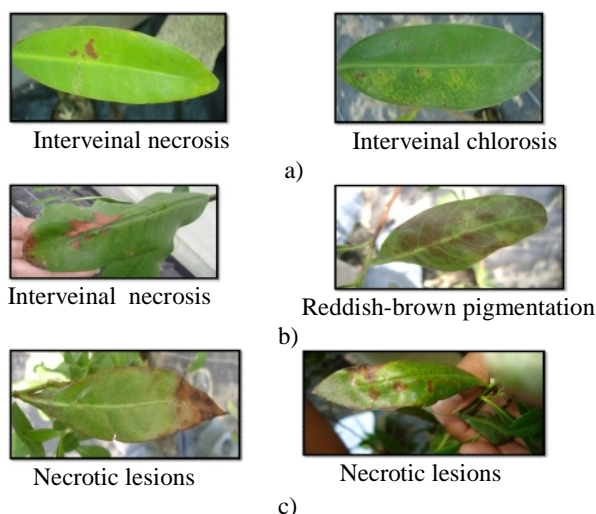 Interveinal necrosis
Interveinal chlorosis
a)
Interveinal necrosis
Reddish-brown pigmentation
b)
Necrotic lesions
Necrotic lesions
c)